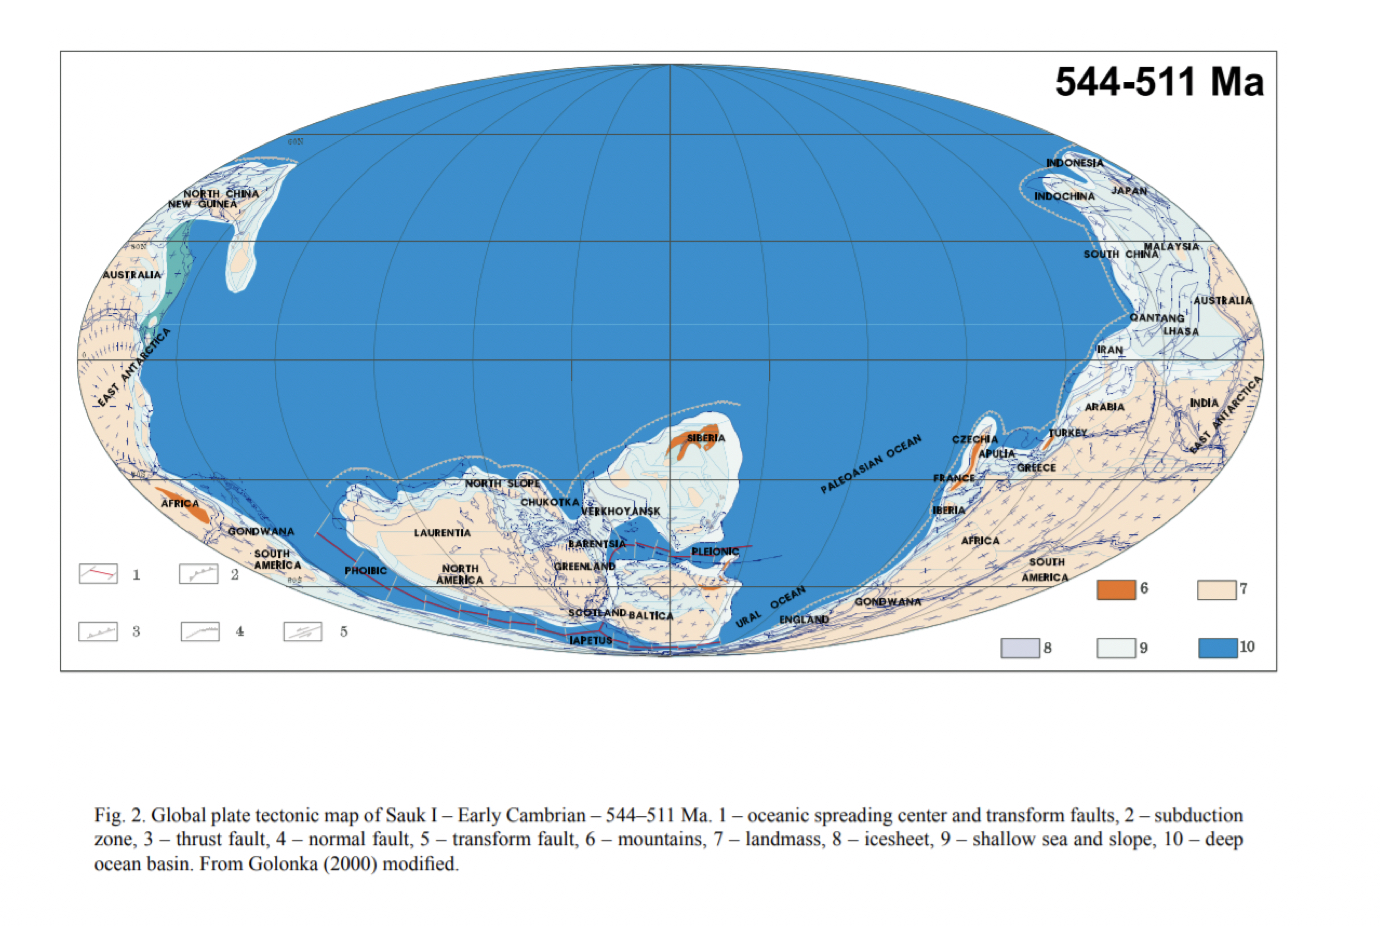 544-511 Ma
INDONESIA
NORTH CHINA
NEW GUINEA
INDOCHINA
JAPAN
MALAYSIA
SOUTH CHINA
AUSTRALIA
AUSTRALIA
QANTANG
LHASA
IRAN
EAST ANTARCTICA
ARABIA
INDIA
EAST ANTARCTICA
SIBERIA
CZECHIA
TURKEY
APULIA
PALEOASIAN OCEAN
GREECE
FRANCE
NORTH SLOPE
CHUKOTKA
AFRICA
VERKHOYANSK
IBERIA
GONDWANA
LAURENTIA
BARENTSIA
PLEIONIC
AFRICA
SOUTH
AMERICA
PHOIBIC
NORTH
AMERICA
GREENLAND
SOUTH
AMERICA
1
2
6
7
SCOTLAND
BALTICA
URAL OCEAN
ENGLAND
GONDWANA
3
4
5
IAPETUS
8
9
10
Fig. 2. Global plate tectonic map of Sauk I – Early Cambrian – 544–511 Ma. 1 – oceanic spreading center and transform faults, 2 – subduction
zone, 3 – thrust fault, 4 – normal fault, 5 – transform fault, 6 – mountains, 7 – landmass, 8 – icesheet, 9 – shallow sea and slope, 10 – deep
ocean basin. From Golonka (2000) modified.